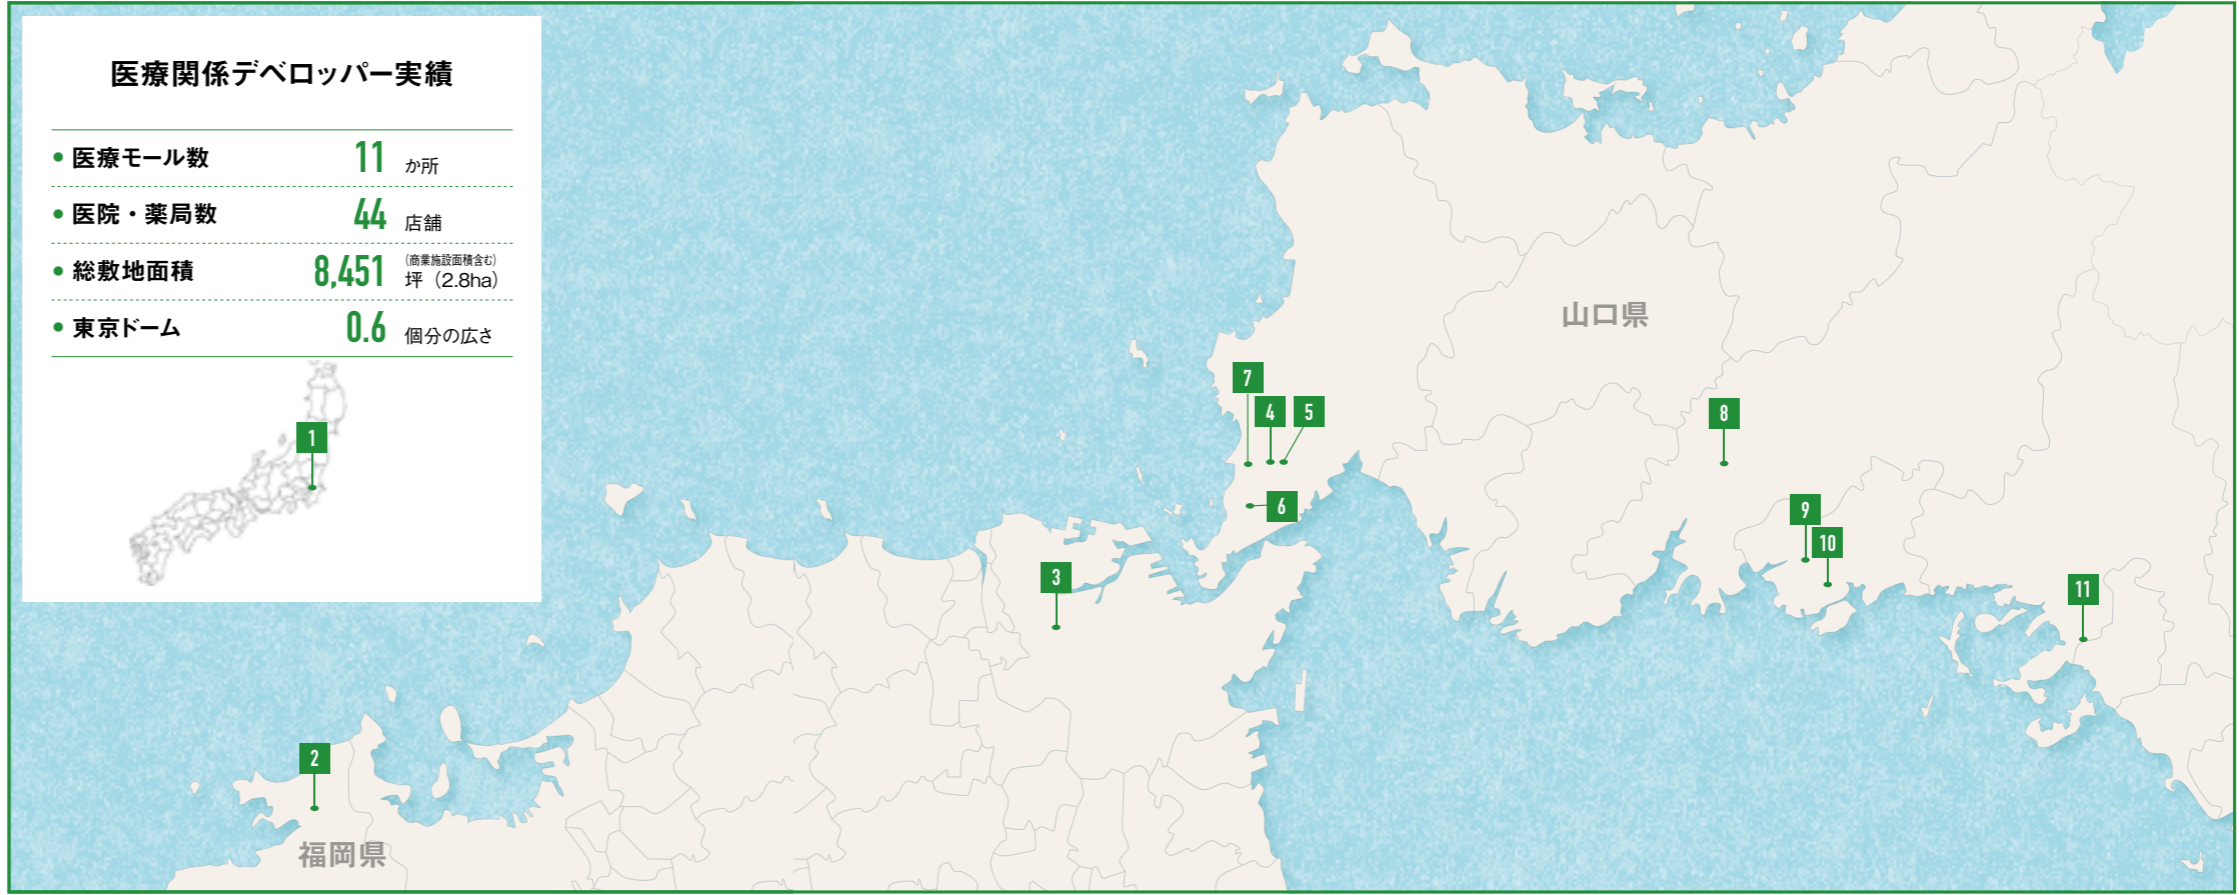 医療関係デベロッパー実績
• 医療モール数 11 か所
• 医院・薬局数 44 店舗
• 総敷地面積 8,451 (商業施設面積含む)
坪（2.8ha）
• 東京ドーム 0.6 個分の広さ
1
山口県
7
4
5
8
6
9
10
3
11
2
福岡県